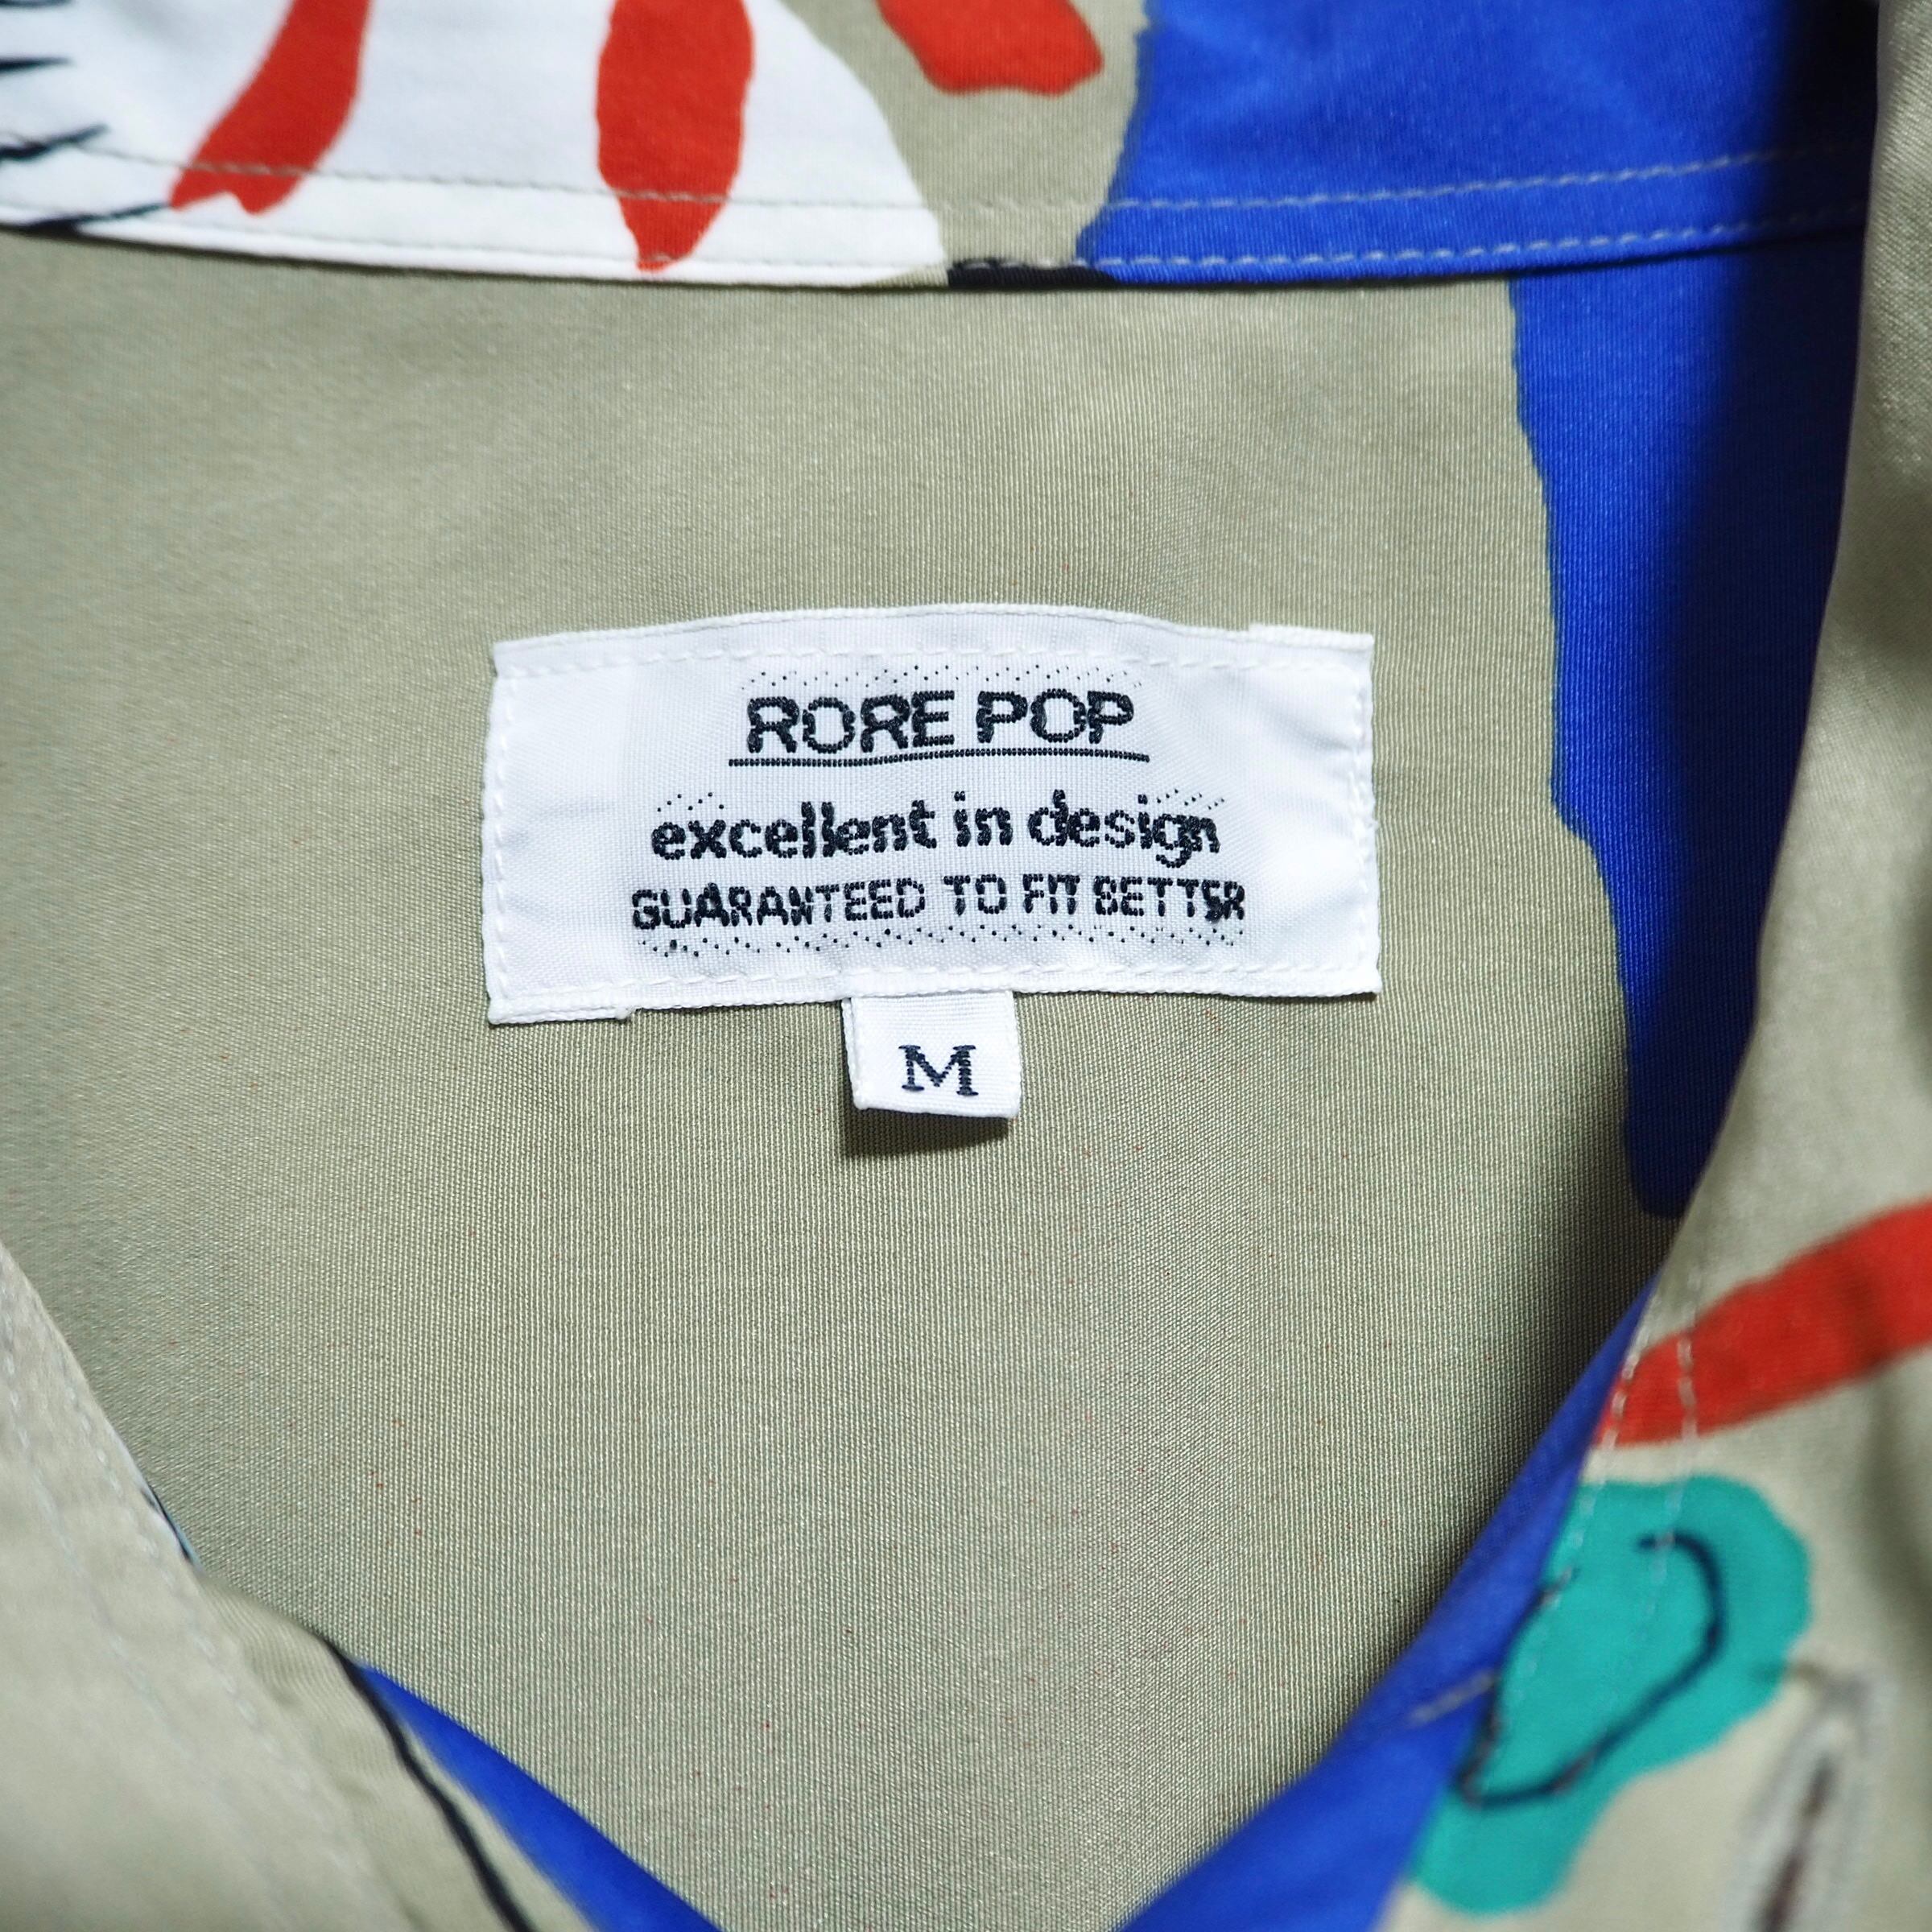 RORE POP
excellent in design
GUARANTEED TO FIT BETTER
M